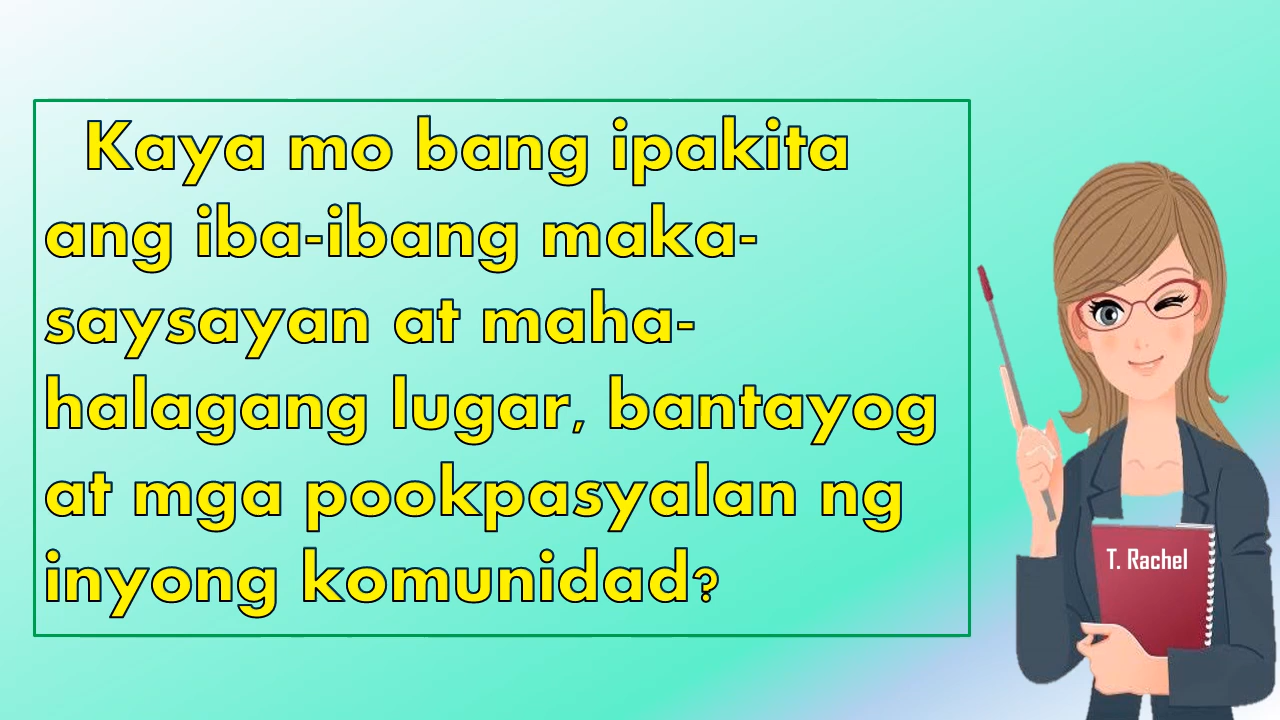 Kaya mo bang ipakita
ang iba-ibang maka-
saysayan at maha-
halagang lugar, bantayog
at mga pookpasyalan ng
inyong komunidad?
T. Rachel